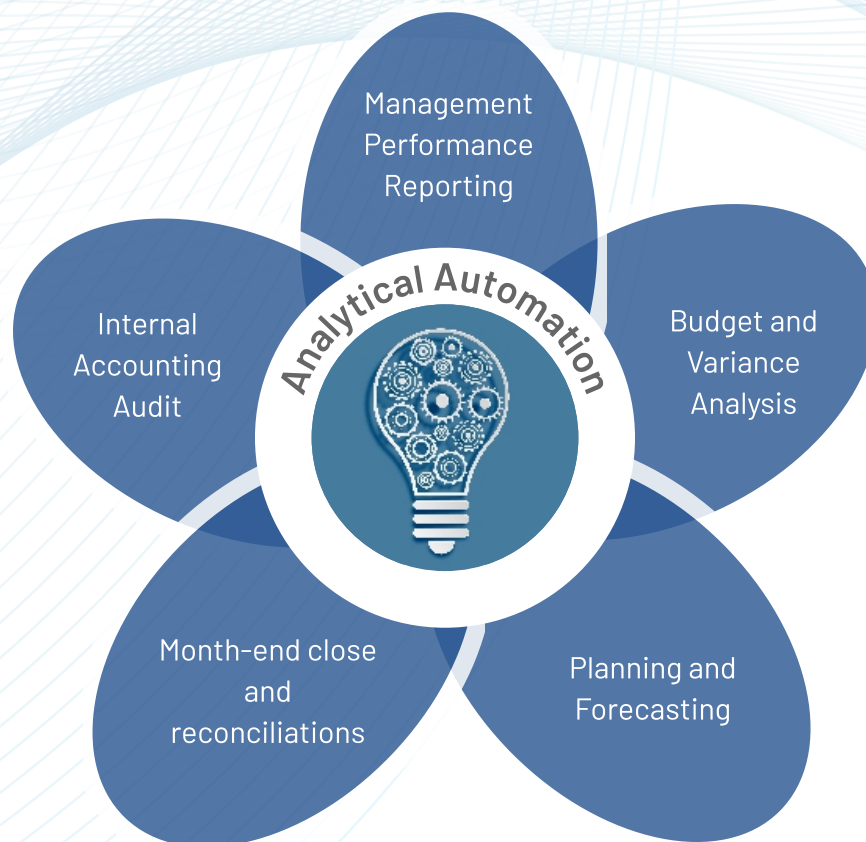 Management
Performance
Reporting
Analytical Automation
Internal
Accounting
Audit
Budget and
Variance
Analysis
Month-end close
and
reconciliations
Planning and
Forecasting